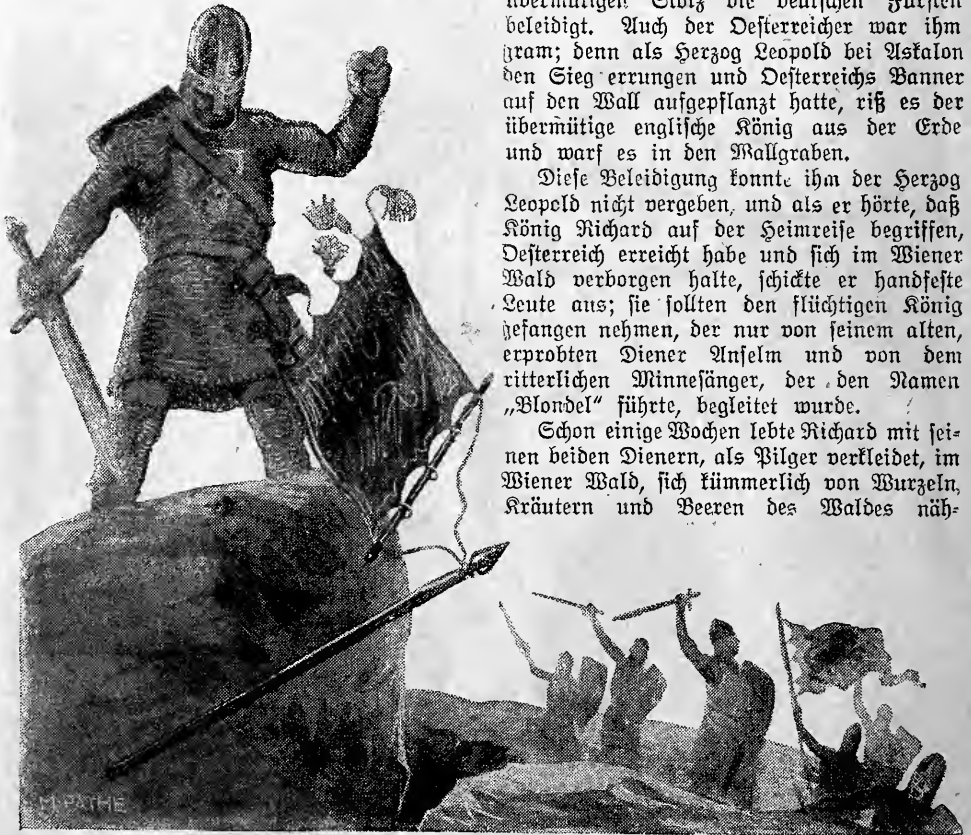 übermütigen Stolz die deutschen Fürsten
beleidigt. Auch der Oesterreicher war ihm
gram; denn als Herzog Leopold bei Askalon
den Sieg errungen und Oesterreichs Banner
auf den Wall aufgepflanzt hatte, riß es der
übermütige englische König aus der Erde
und warf es in den Wallgraben.
Diese Beleidigung konnte ihm der Herzog
Leopold nicht vergeben, und als er hörte, daß
König Richard auf der Heimreise begriffen,
Oesterreich erreicht habe und sich im Wiener
Wald verborgen halte, schickte er handfeste
Leute aus; sie sollten den flüchtigen König
gefangen nehmen, der nur von seinem alten,
erprobten Diener Anselm und von dem
ritterlichen Minnesänger, der den Namen
„Blondel“ führte, begleitet wurde.
Schon einige Wochen lebte Richard mit sei=
nen beiden Dienern, als Pilger verkleidet, im
Wiener Wald, sich kümmerlich von Wurzeln,
Kräutern und Beeren des Waldes näh=
M. PATHE